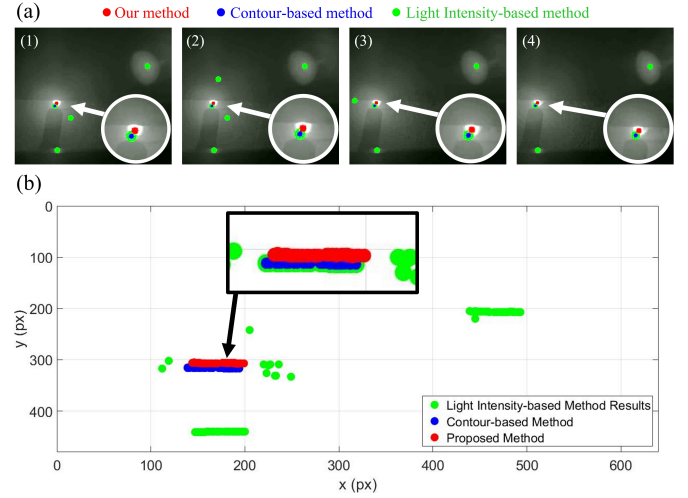 (a)
Our method Contour-based method Light Intensity-based method
(1) (2) (3) (4)
(b)
0
100
200
300
400
y (px)
Light Intensity-based Method Results
Contour-based Method
Proposed Method
0 100 200 300 400 500 600
x (px)